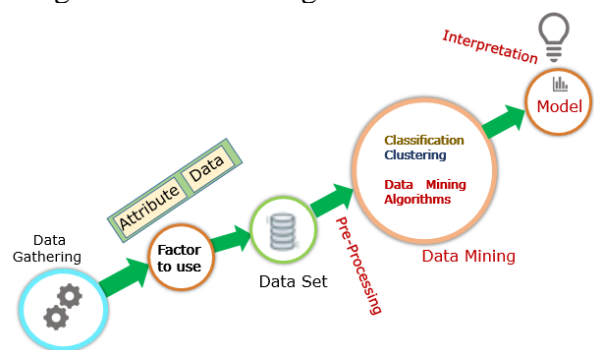 Interpretation
Model
Classification
Clustering
Data Mining
Algorithms
Attribute Data
Data
Gathering
Factor
to use
Data Set
Pre-Processing
Data Mining